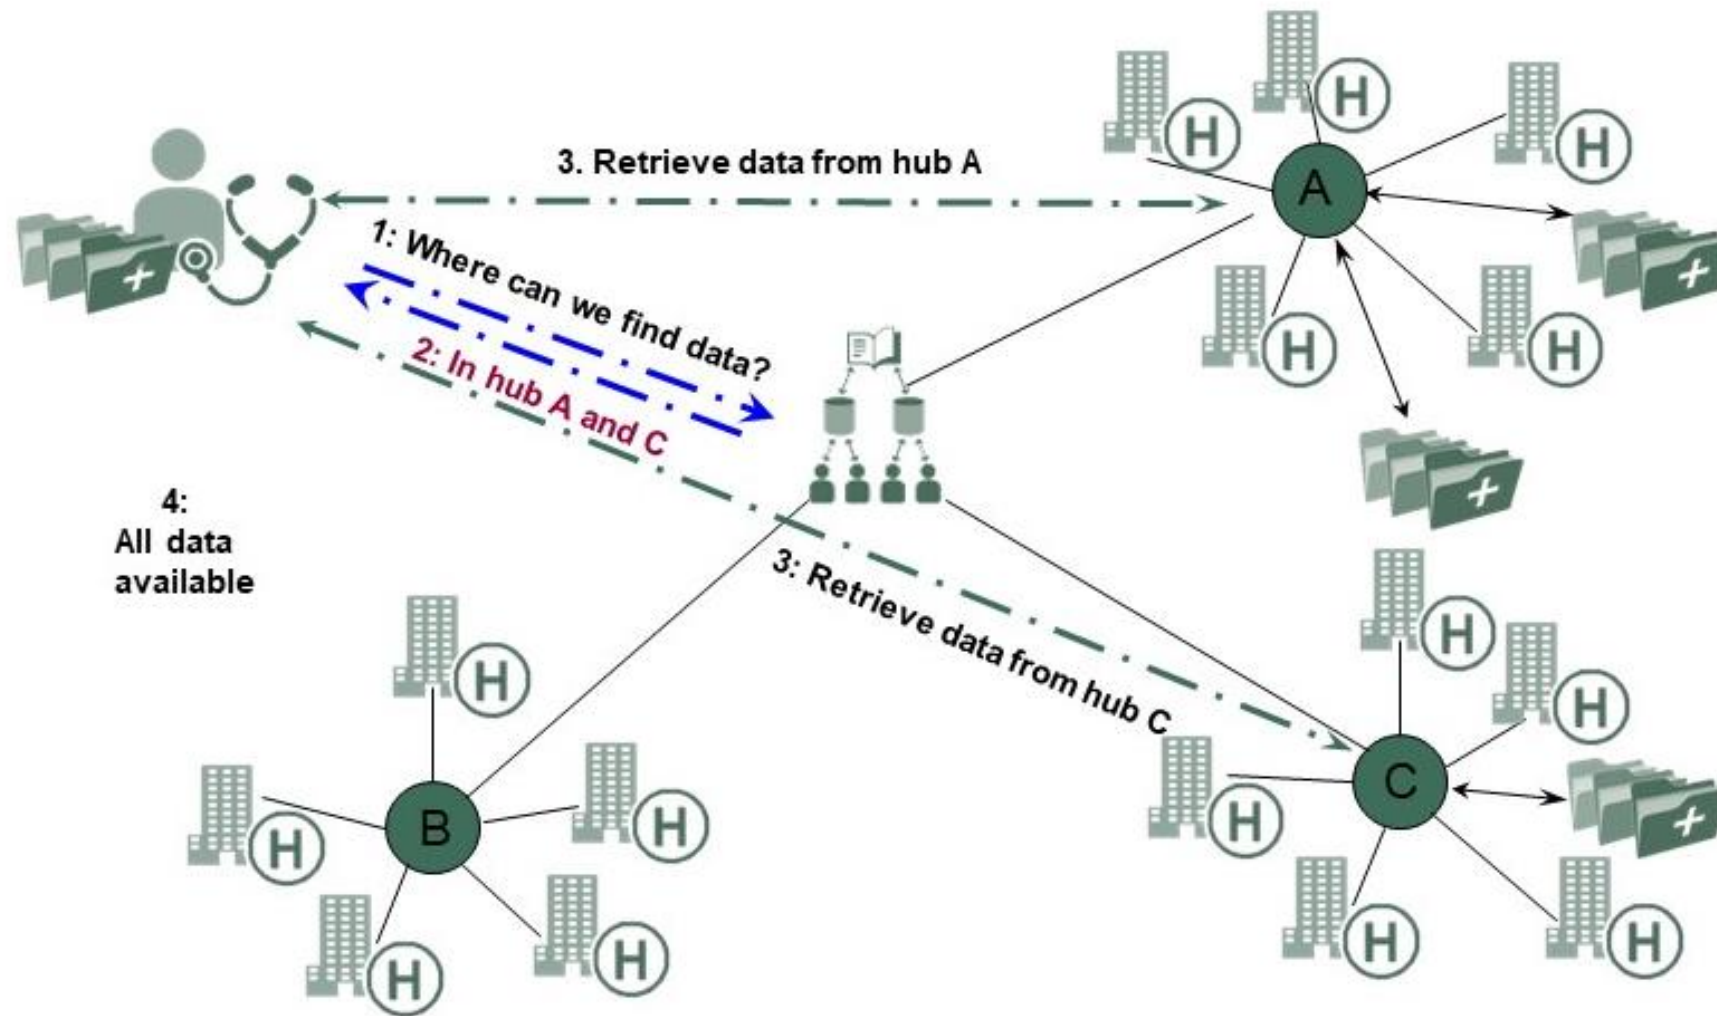 3. Retrieve data from hub A
1: Where can we find data?
2: In hub A and C
3: Retrieve data from hub C
4:
All data
available
H
H
H
A
H
H
H
H
H
C
H
H
H
H
H
B
H
H
H